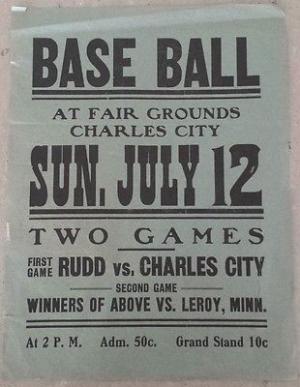 BASE BALL
AT FAIR GROUNDS
CHARLES CITY
SUN. JULY 12
TWO GAMES
FIRST GAME RUDD vs. CHARLES CITY
SECOND GAME
WINNERS OF ABOVE VS. LEROY, MINN.
At 2 P. M. Adm. 50c. Grand Stand 10c